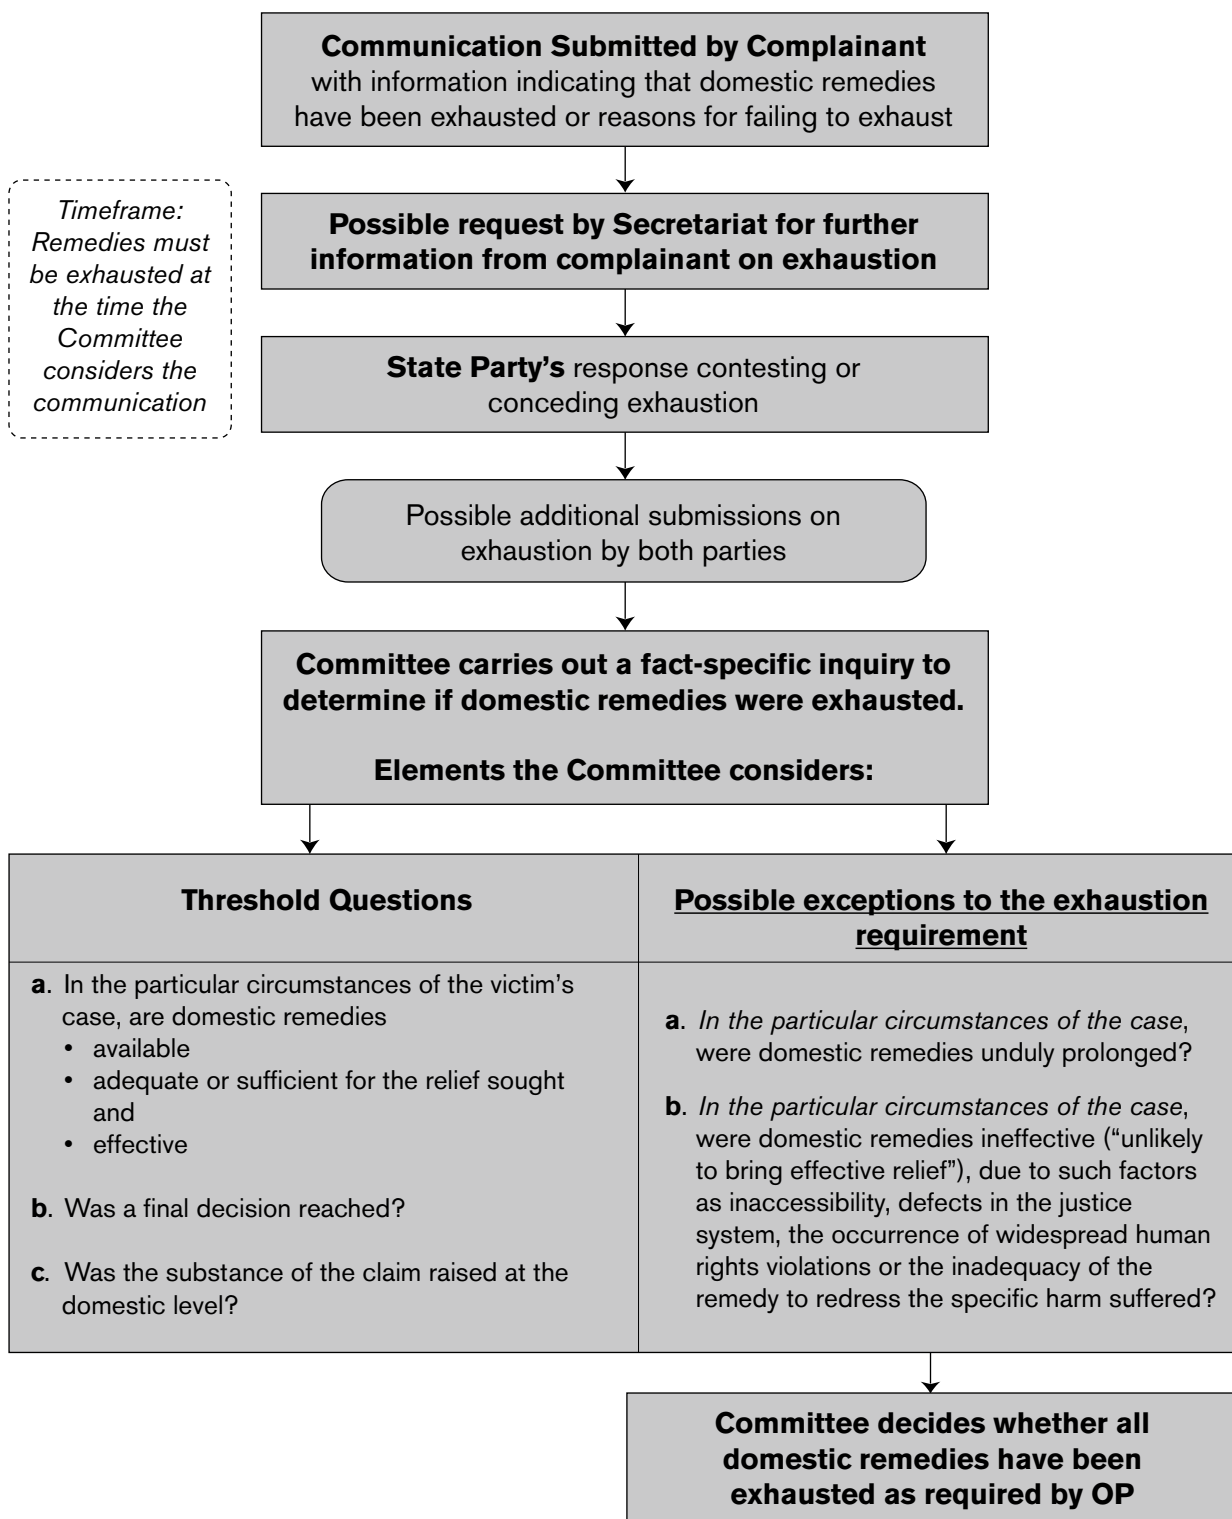 Communication Submitted by Complainant
with information indicating that domestic remedies
have been exhausted or reasons for failing to exhaust
Timeframe:
Remedies must
be exhausted at
the time the
Committee
considers the
communication
Possible request by Secretariat for further
information from complainant on exhaustion
State Party’s response contesting or
conceding exhaustion
Possible additional submissions on
exhaustion by both parties
Committee carries out a fact-specific inquiry to
determine if domestic remedies were exhausted.
Elements the Committee considers:
Threshold Questions
a. In the particular circumstances of the victim’s
case, are domestic remedies
• available
• adequate or sufficient for the relief sought
and
• effective
b. Was a final decision reached?
c. Was the substance of the claim raised at the
domestic level?
Possible exceptions to the exhaustion
requirement
a. In the particular circumstances of the case,
were domestic remedies unduly prolonged?
b. In the particular circumstances of the case,
were domestic remedies ineffective (“unlikely
to bring effective relief”), due to such factors
as inaccessibility, defects in the justice
system, the occurrence of widespread human
rights violations or the inadequacy of the
remedy to redress the specific harm suffered?
Committee decides whether all
domestic remedies have been
exhausted as required by OP